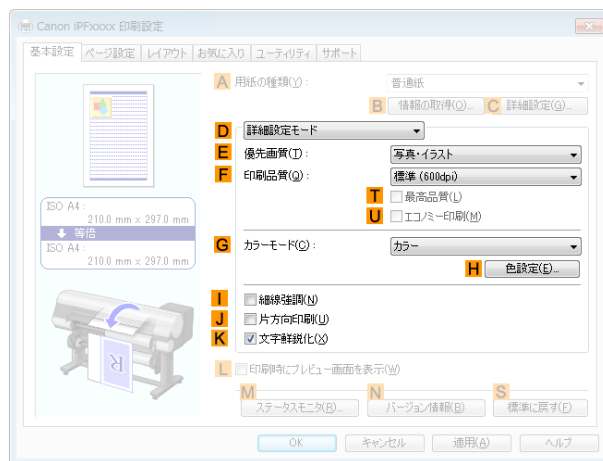 Canon iPFxxxx 印刷設定
基本設定 ページ設定 レイアウト お気に入り ユーティリティ サポート
A 用紙の種類(Y): 普通紙
B 情報の取得(O)... C 詳細設定(G)...
D 詳細設定モード
E 優先画質(T): 写真・イラスト
F 印刷品質(Q): 標準 (600dpi)
T 最高品質(L)
U エコノミー印刷(M)
ISO A4:
210.0 mm x 297.0 mm
等倍
ISO A4:
210.0 mm x 297.0 mm
G カラーモード(C): カラー
H 色設定(E)...
I 細線強調(N)
J 片方向印刷(U)
K 文字鮮鋭化(X)
R
L 印刷時にプレビュー画面を表示(W)
M N S
ステータスモニタ(R)... バージョン情報(B) 標準に戻す(F)
OK キャンセル 適用(A) ヘルプ